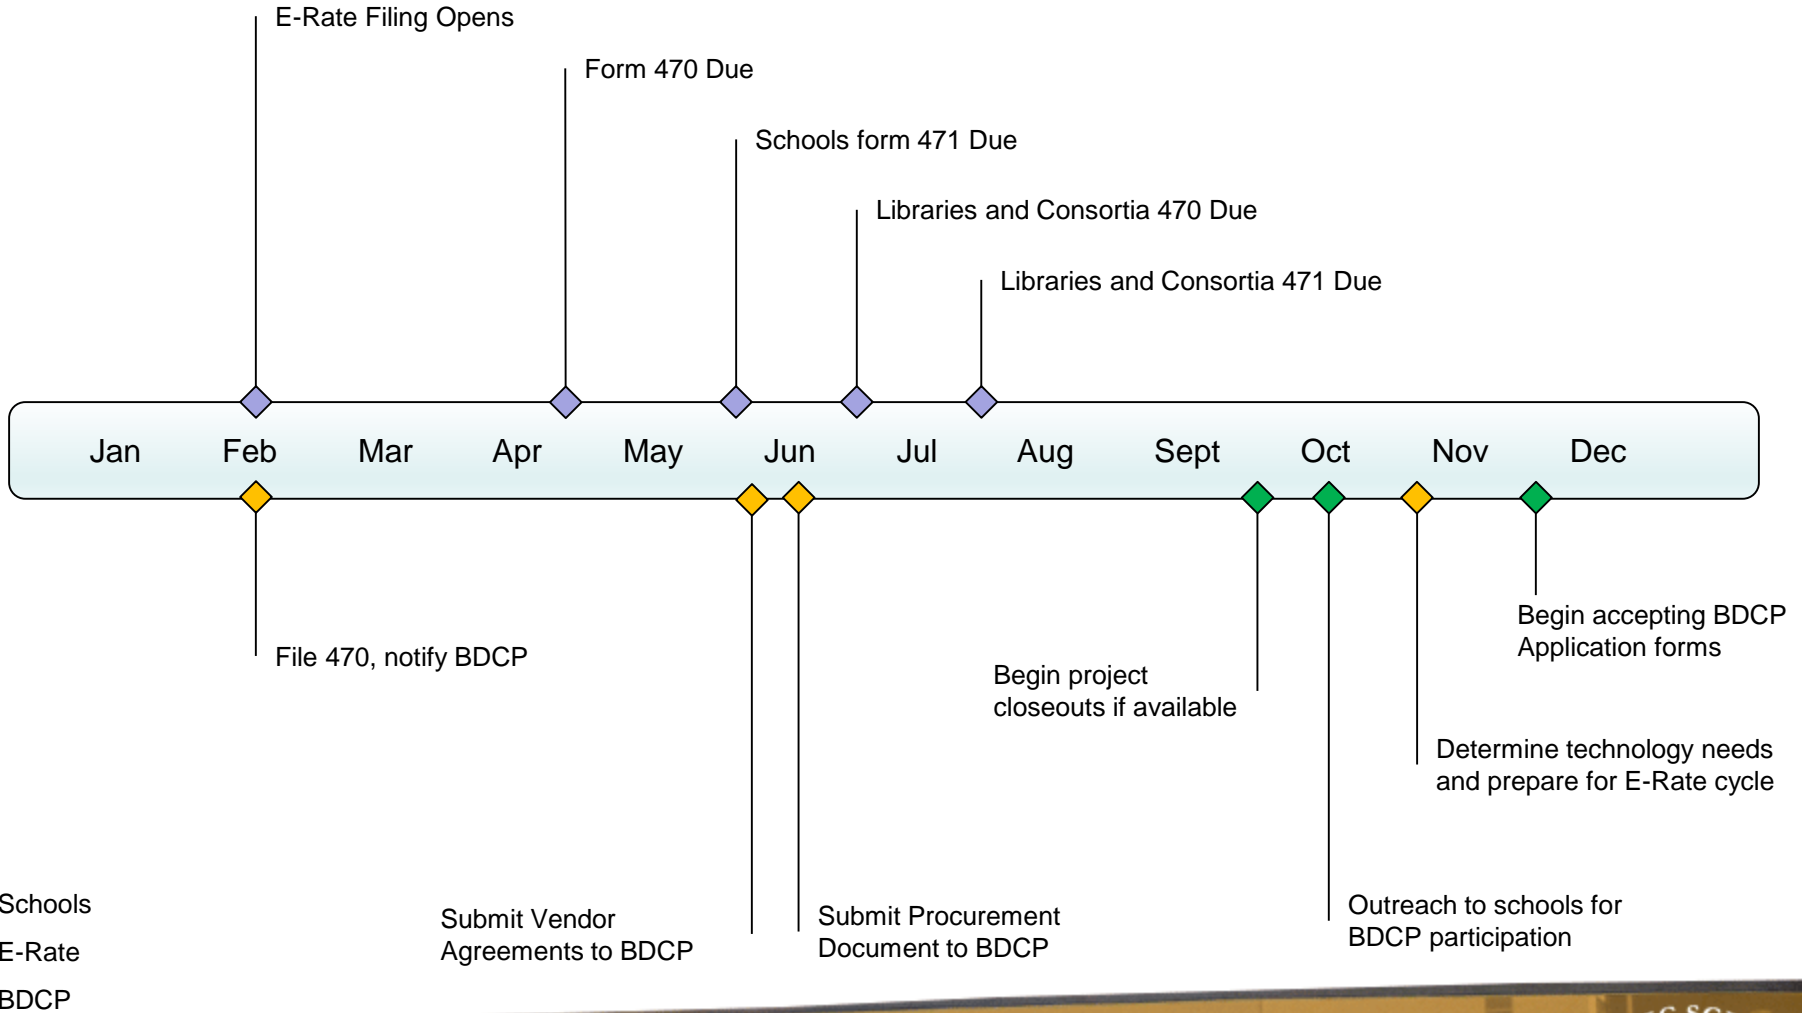 E-Rate Filing Opens
Form 470 Due
Schools form 471 Due
Libraries and Consortia 470 Due
Libraries and Consortia 471 Due
Jan Feb Mar Apr May Jun Jul Aug Sept Oct Nov Dec
File 470, notify BDCP
Begin accepting BDCP
Application forms
Begin project
closeouts if available
Determine technology needs
and prepare for E-Rate cycle
Submit Vendor
Agreements to BDCP
Submit Procurement
Document to BDCP
Outreach to schools for
BDCP participation
Schools
E-Rate
BDCP